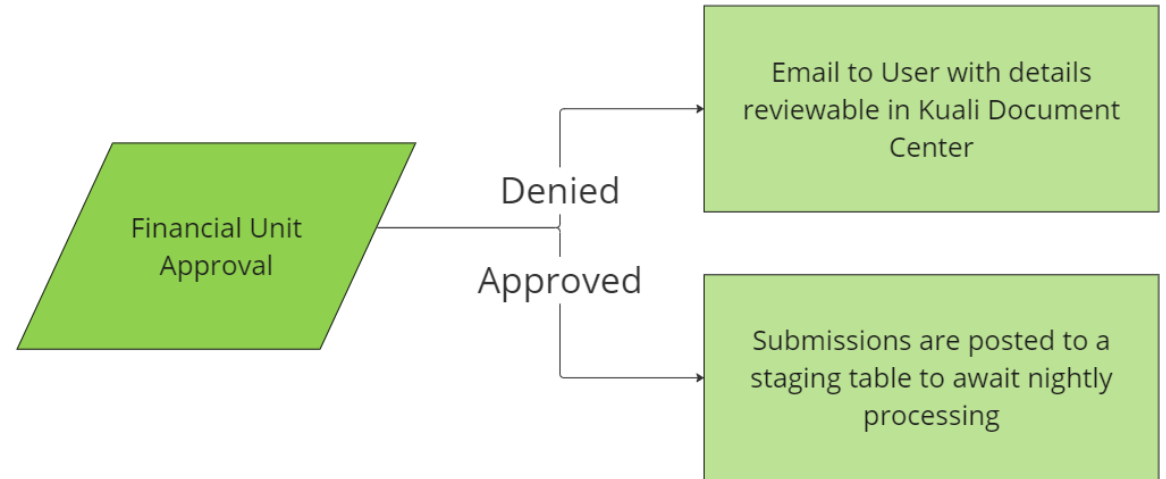 Financial Unit
Approval
Denied
Approved
Email to User with details
reviewable in Kuali Document
Center
Submissions are posted to a
staging table to await nightly
processing